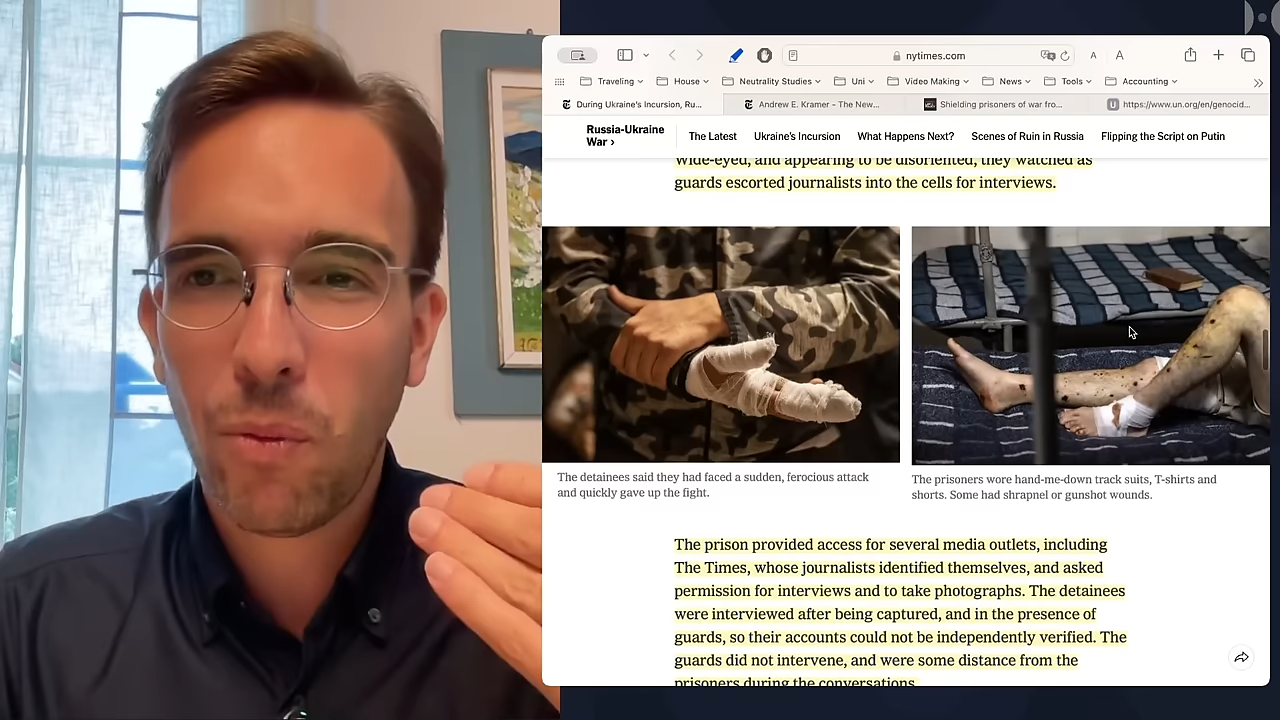 nytimes.com
A
A
Traveling
House
Neutrality Studies
Uni
Video Making
News
Tools
Accounting
During Ukraine's Incursion, Ru...
Andrew E. Kramer - The New...
Shielding prisoners of war fro...
U
https://www.un.org/en/genocid...
Russia-Ukraine
War ›
The Latest
Ukraine's Incursion
What Happens Next?
Scenes of Ruin in Russia
Flipping the Script on Putin
Wide-eyed, and appearing to be disoriented, they watched as
guards escorted journalists into the cells for interviews.
The detainees said they had faced a sudden, ferocious attack
and quickly gave up the fight.
The prisoners wore hand-me-down track suits, T-shirts and
shorts. Some had shrapnel or gunshot wounds.
The prison provided access for several media outlets, including
The Times, whose journalists identified themselves, and asked
permission for interviews and to take photographs. The detainees
were interviewed after being captured, and in the presence of
guards, so their accounts could not be independently verified. The
guards did not intervene, and were some distance from the
prisoners during the conversations.